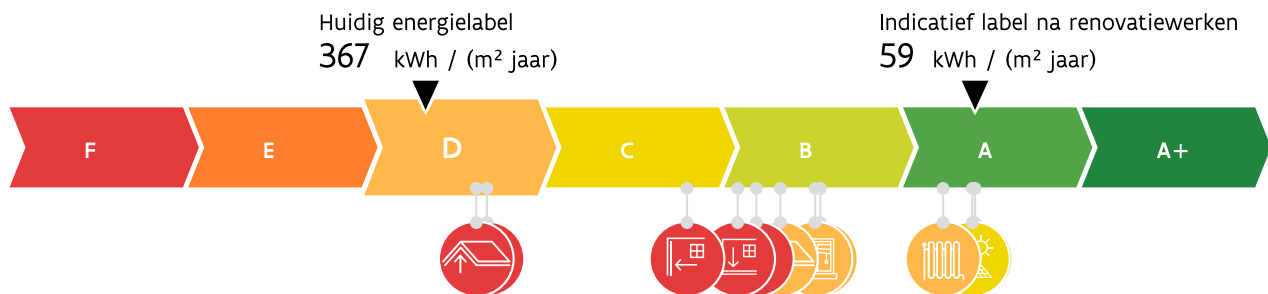 Huidig energielabel
367 kWh / (m² jaar)
Indicatief label na renovatiewerken
59 kWh / (m² jaar)
F E D C B A A+